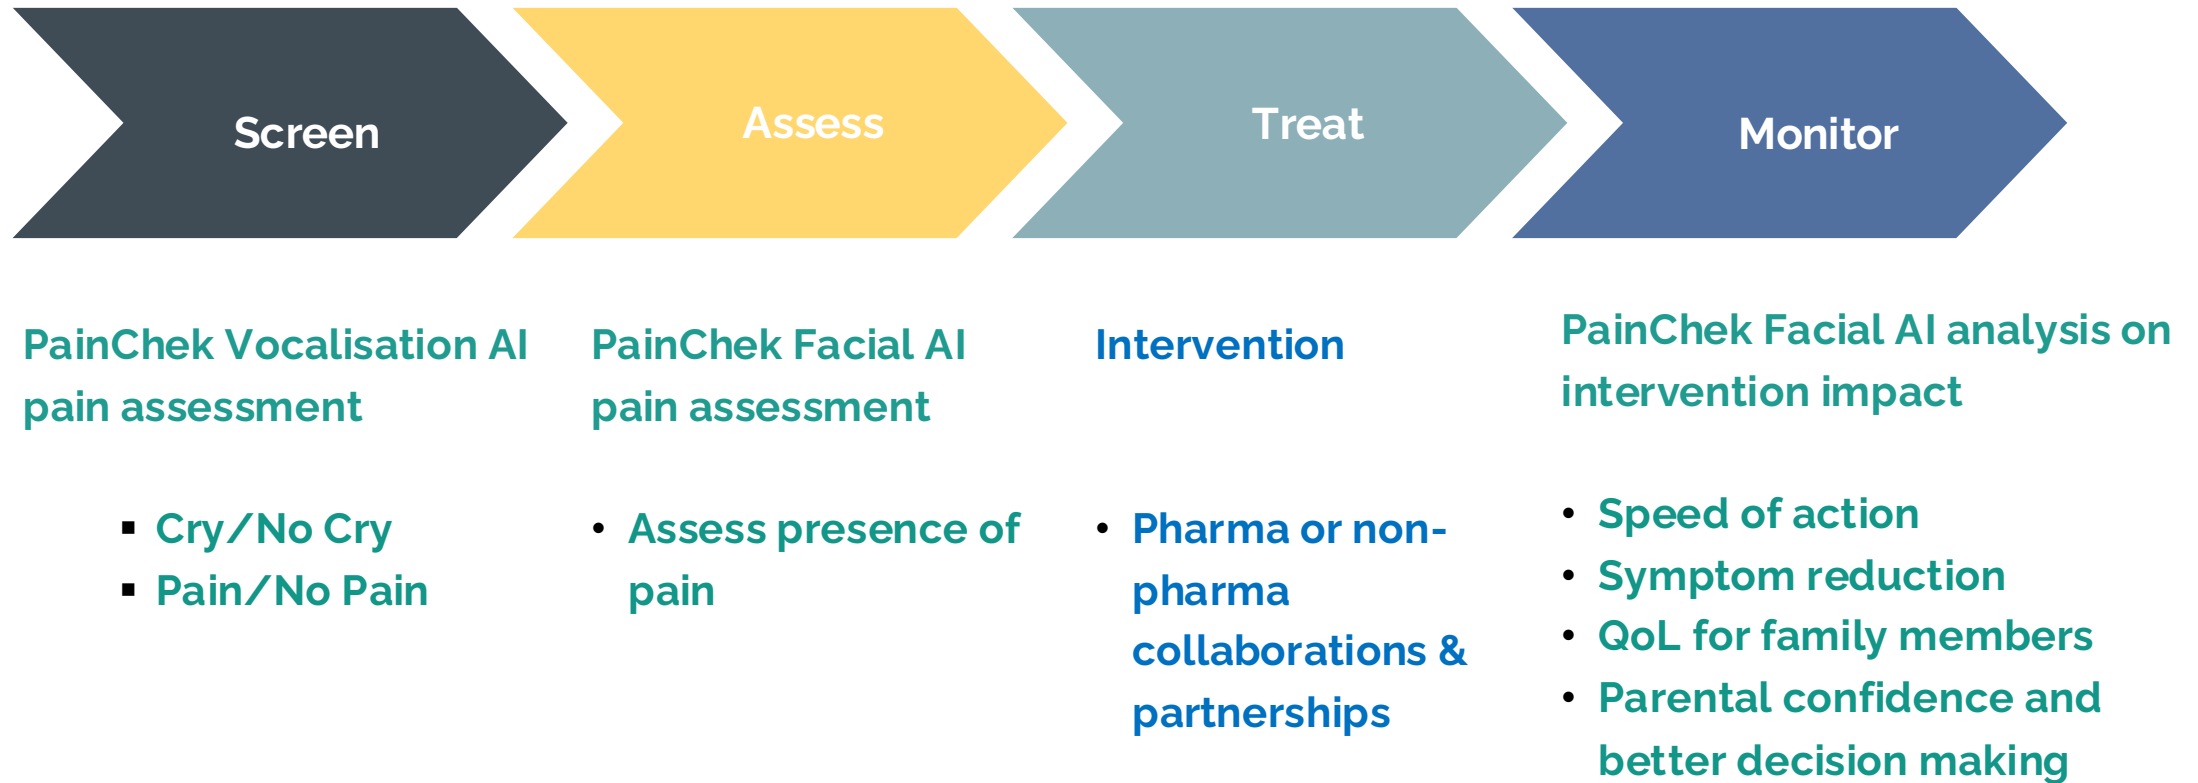 Screen
Assess
Treat
Monitor
PainChek Vocalisation AI
pain assessment
▪ Cry/No Cry
▪ Pain/No Pain
PainChek Facial AI
pain assessment
• Assess presence of
pain
Intervention
• Pharma or non-
pharma
collaborations &
partnerships
PainChek Facial AI analysis on
intervention impact
• Speed of action
• Symptom reduction
• QoL for family members
• Parental confidence and
better decision making